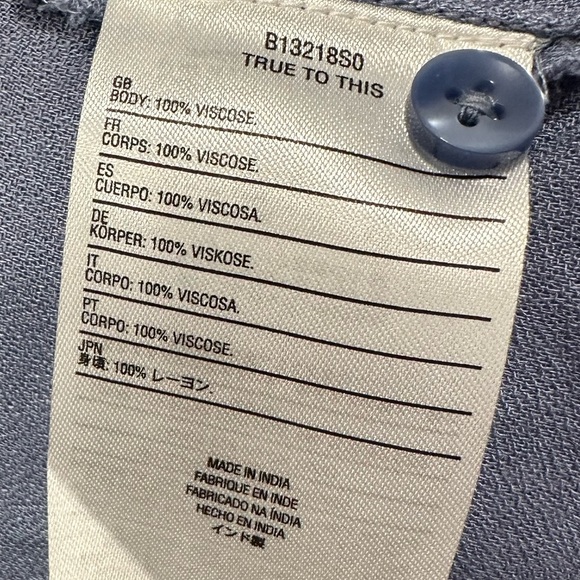 B13218S0
TRUE TO THIS
GB
BODY: 100% VISCOSE.
FR
CORPS: 100% VISCOSE.
ES
CUERPO: 100% VISCOSA.
DE
KÖRPER: 100% VISKOSE.
IT
CORPO: 100% VISCOSA.
PT
CORPO: 100% VISCOSE.
JPN
身頃: 100% レーヨン.
MADE IN INDIA
FABRIQUE EN INDE
FABRICADO NA ÍNDIA
HECHO EN INDIA
インド製